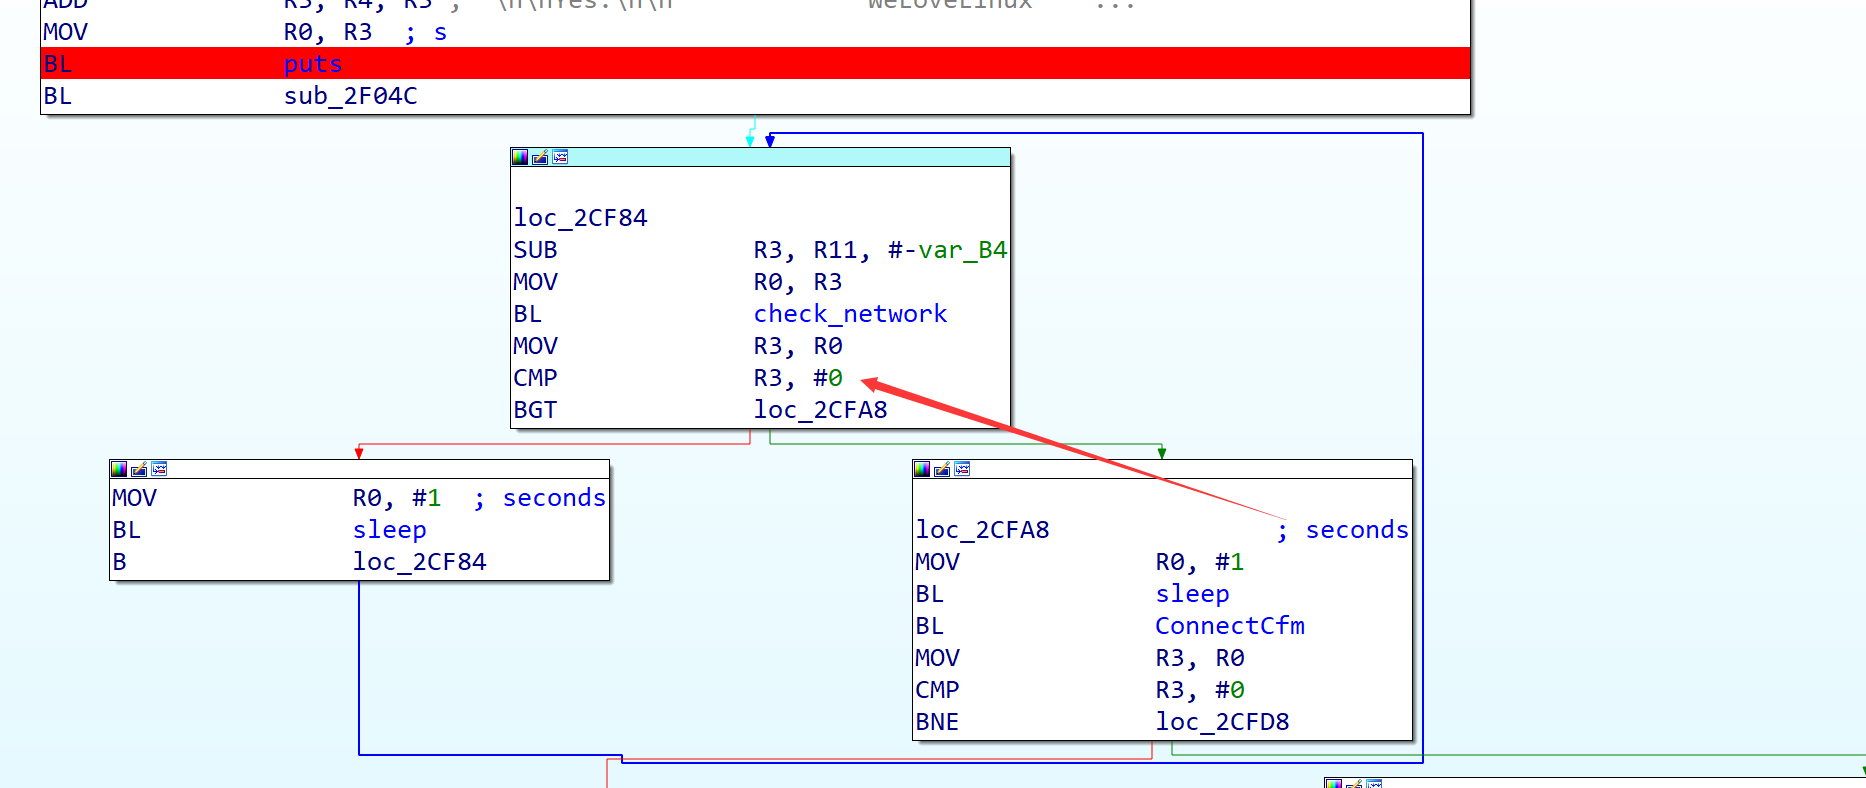 ADD R3, R4, R3 ; "\n\nYes:\n\n WeLoveLinux ...
MOV R0, R3 ; s
BL puts
BL sub_2F04C
loc_2CF84
SUB R3, R11, #-var_B4
MOV R0, R3
BL check_network
MOV R3, R0
CMP R3, #0
BGT loc_2CFA8
MOV R0, #1 ; seconds
BL sleep
B loc_2CF84
loc_2CFA8 ; seconds
MOV R0, #1
BL sleep
BL ConnectCfm
MOV R3, R0
CMP R3, #0
BNE loc_2CFD8